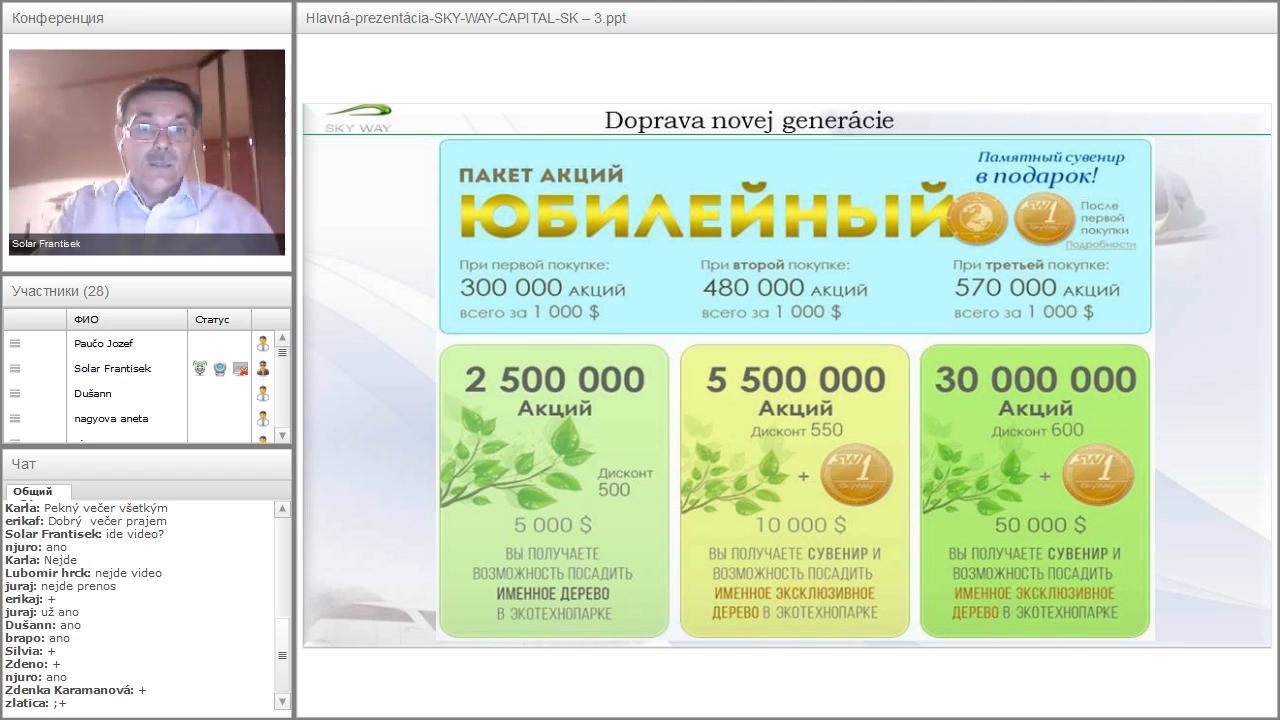 Конференция
Solar Frantisek
Участники (28)
ФИО
Статус
Paučo Jozef
Solar Frantisek
Dušann
nagyova aneta
Чат
Общий
Karla: Pekný večer všetkým
erikaf: Dobrý večer prajem
Solar Frantisek: ide video?
njuro: ano
Karla: Nejde
Lubomir hrck: nejde video
juraj: nejde prenos
erikaj: +
juraj: už ano
Dušann: ano
brapo: ano
Silvia: +
Zdeno: +
njuro: ano
Zdenka Karamanová: +
zlatica: ;+
Hlavná-prezentácia-SKY-WAY-CAPITAL-SK – 3.ppt
SKY WAY
Doprava novej generácie
ПАКЕТ АКЦИЙ
ЮБИЛЕЙНЫЙ
Памятный сувенир
в подарок!
SW1
SkyWay
После
первой
покупки
Подробности
При первой покупке:
300 000 АКЦИЙ
всего за 1 000 $
При второй покупке:
480 000 АКЦИЙ
всего за 1 000 $
При третьей покупке:
570 000 АКЦИЙ
всего за 1 000 $
2 500 000
Акций
Дисконт
500
5 000 $
ВЫ ПОЛУЧАЕТЕ
ВОЗМОЖНОСТЬ ПОСАДИТЬ
ИМЕННОЕ ДЕРЕВО
В ЭКОТЕХНОПАРКЕ
5 500 000
Акций
Дисконт 550
+
SW1
SkyWay
10 000 $
ВЫ ПОЛУЧАЕТЕ СУВЕНИР И
ВОЗМОЖНОСТЬ ПОСАДИТЬ
ИМЕННОЕ ЭКСКЛЮЗИВНОЕ
ДЕРЕВО В ЭКОТЕХНОПАРКЕ
30 000 000
Акций
Дисконт 600
+
SW1
SkyWay
50 000 $
ВЫ ПОЛУЧАЕТЕ СУВЕНИР И
ВОЗМОЖНОСТЬ ПОСАДИТЬ
ИМЕННОЕ ЭКСКЛЮЗИВНОЕ
ДЕРЕВО В ЭКОТЕХНОПАРКЕ